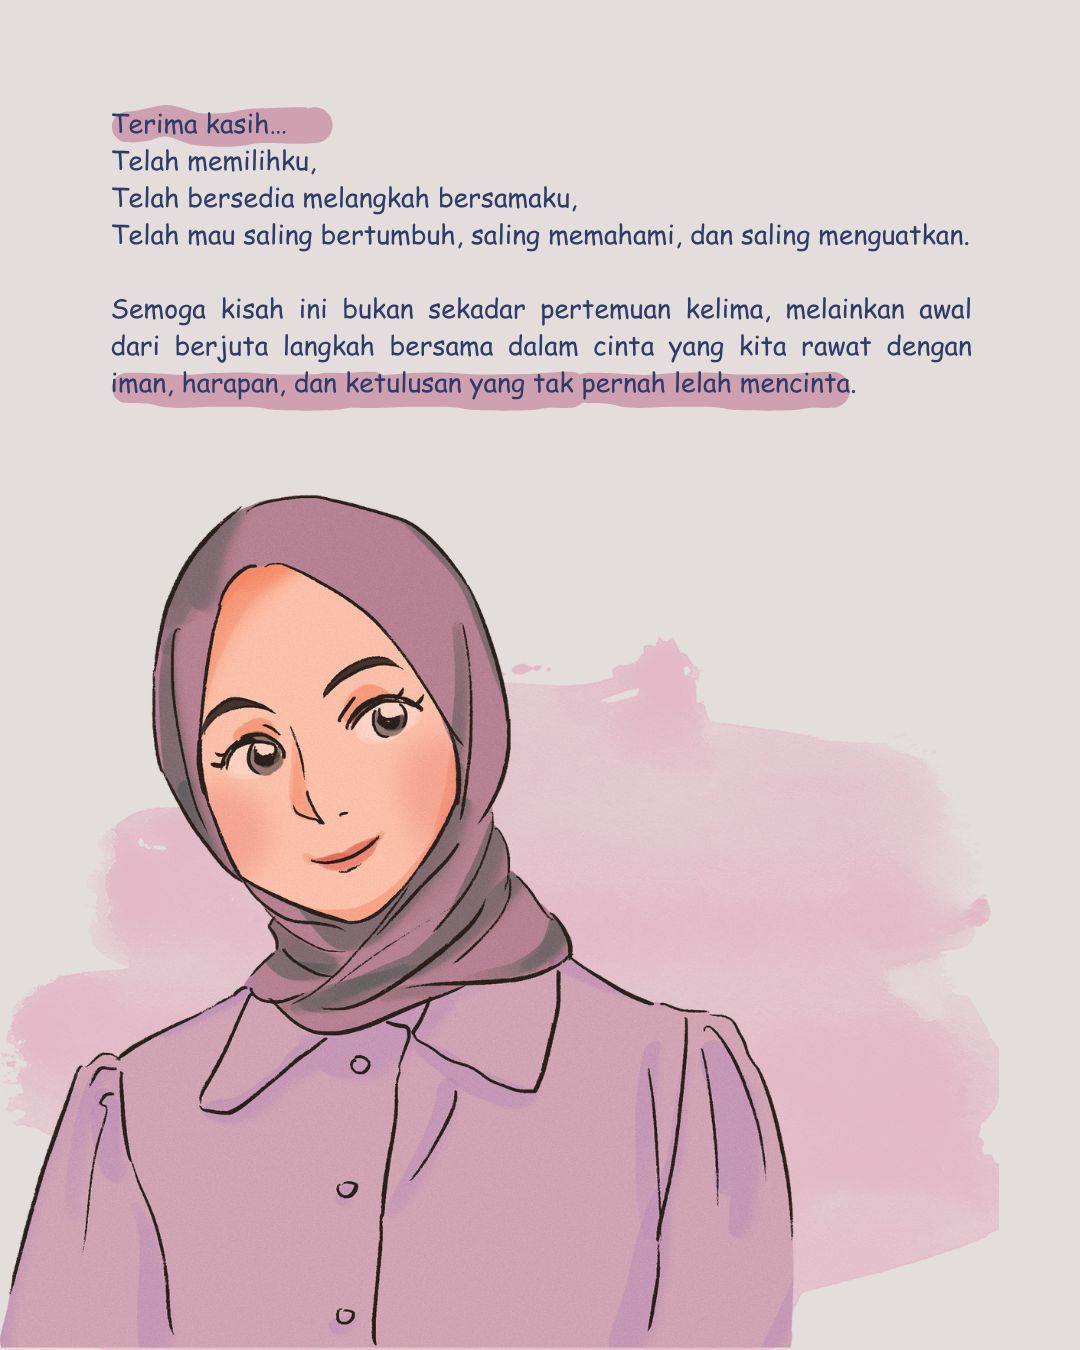 Terima kasih...
Telah memilihku,
Telah bersedia melangkah bersamaku,
Telah mau saling bertumbuh, saling memahami, dan saling menguatkan.
Semoga kisah ini bukan sekadar pertemuan kelima, melainkan awal
dari berjuta langkah bersama dalam cinta yang kita rawat dengan
iman, harapan, dan ketulusan yang tak pernah lelah mencinta.